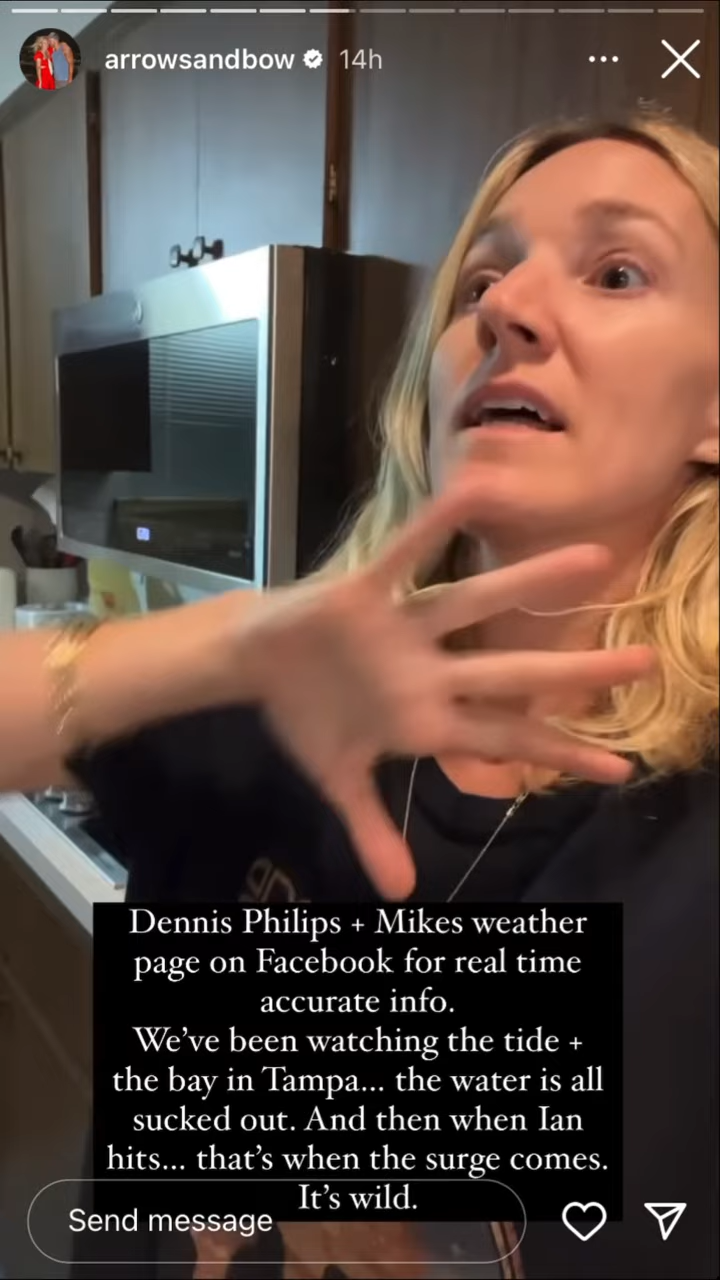 arrowsandbow 14h
Dennis Philips + Mikes weather
page on Facebook for real time
accurate info.
We’ve been watching the tide +
the bay in Tampa... the water is all
sucked out. And then when Ian
hits... that’s when the surge comes.
It’s wild.
Send message